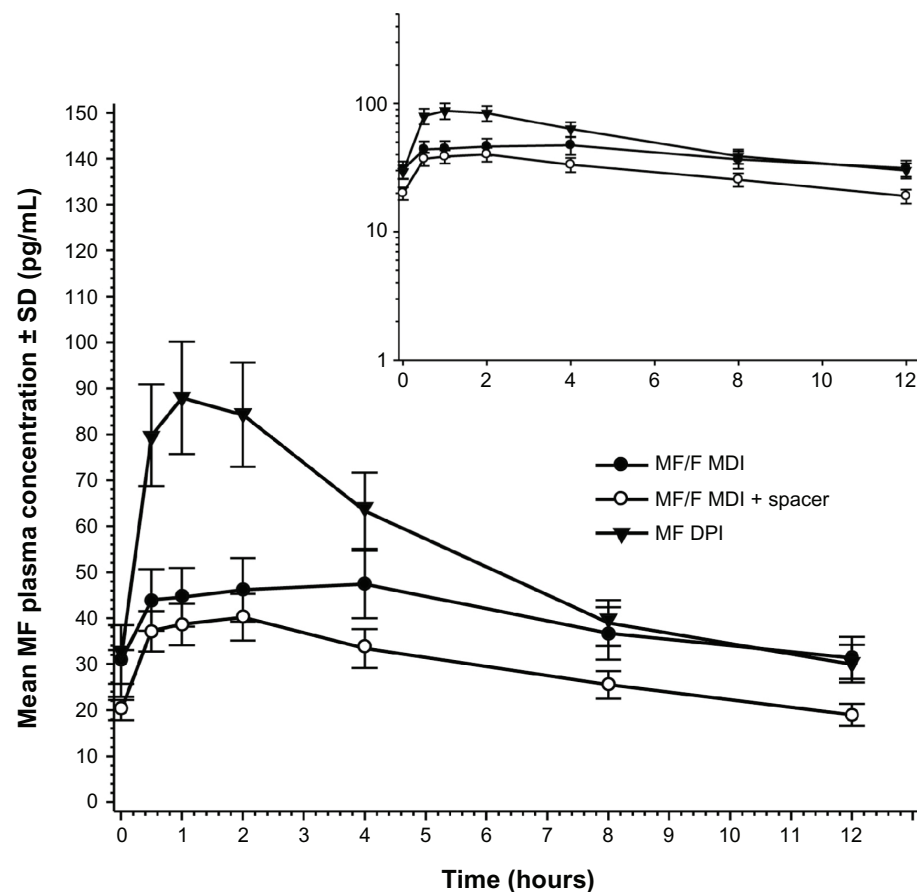 100
10
1
0 2 4 6 8 10 12
150
140
130
120
110
100
90
80
70
60
50
40
30
20
10
0
Mean MF plasma concentration ± SD (pg/mL)
MF/F MDI
MF/F MDI + spacer
MF DPI
0 1 2 3 4 5 6 7 8 9 10 11 12
Time (hours)